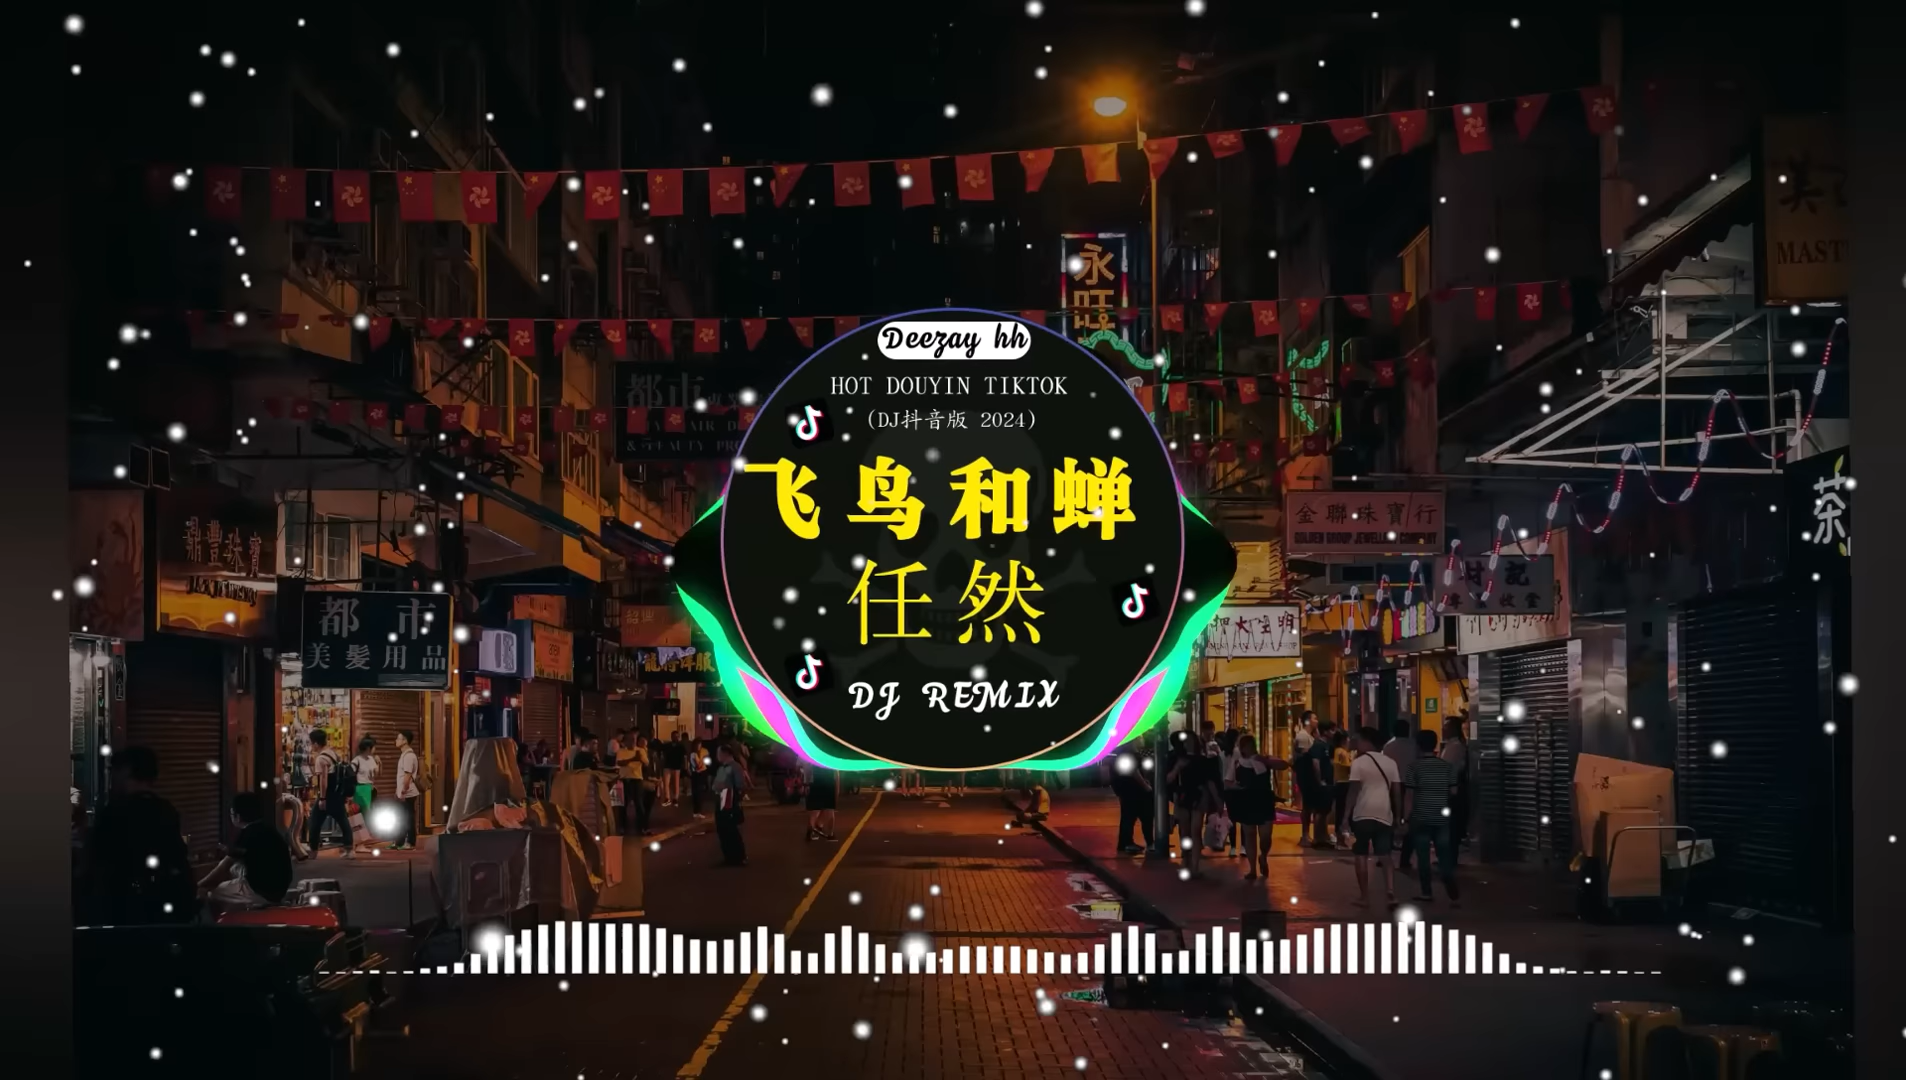 永旺
Deezay hh
HOT DOUYIN TIKTOK
(DJ抖音版 2024)
飞鸟和蝉
任然
DJ REMIX
都市
美髮用品
金聯珠寶行
GOLDEN GROUP JEWELLERY COMPANY
茶